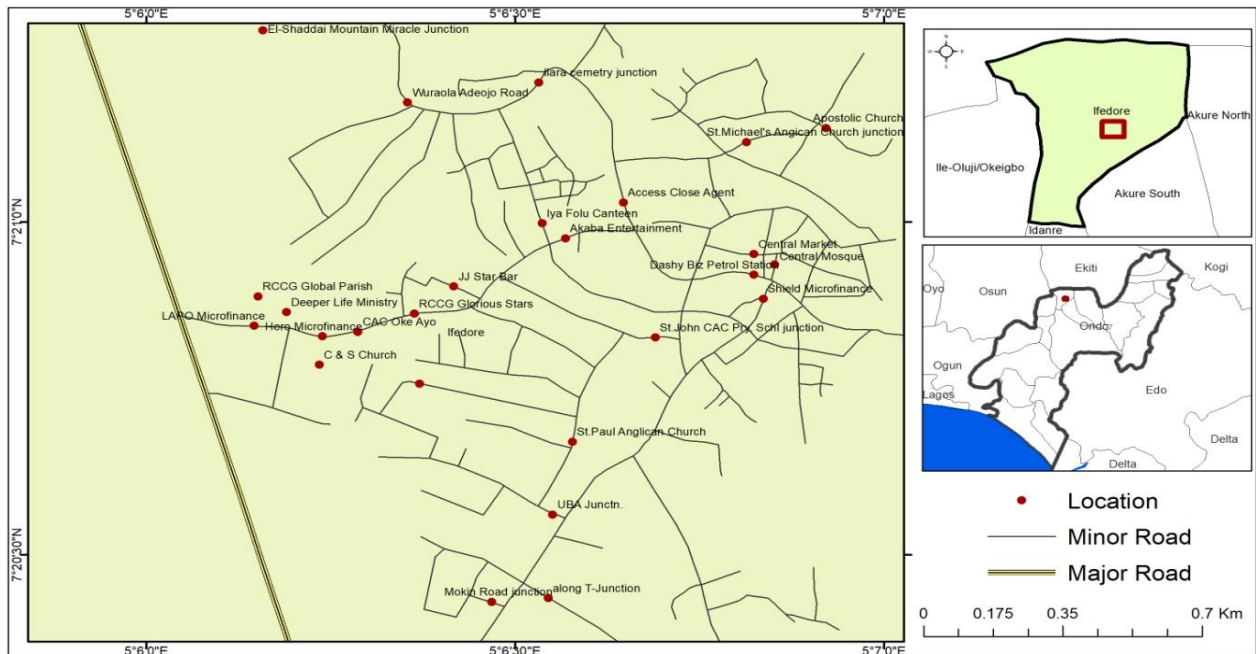 5°6'0"E
5°6'30"E
5°7'0"E
El-Shaddai Mountain Miracle Junction
Ilara cemetry junction
Wuraola Adeojo Road
Apostolic Church
St.Michael's Angican Church junction
Access Close Agent
7°21'0"N
7°21'0"N
Iya Folu Canteen
Akaba Entertainment
Central Market
Central Mosque
Dashy Biz Petrol Station
JJ Star Bar
RCCG Global Parish
Shield Microfinance
Deeper Life Ministry
RCCG Glorious Stars
LAPO Microfinance
Hero Microfinance
CAC Oke Ayo
Ifedore
St.John CAC Pry. Schl junction
C & S Church
St.Paul Anglican Church
UBA Junctn.
7°20'30"N
7°20'30"N
Mokin Road junction
along T-Junction
5°6'0"E
5°6'30"E
5°7'0"E
N
W E
S
Ifedore
Akure North
Ile-Oluji/Okeigbo
Akure South
Idanre
Ekiti
Kogi
Oyo
Osun
Ondo
Ogun
Edo
Lagos
Delta
Delta
Location
Minor Road
Major Road
0 0.175 0.35 0.7 Km